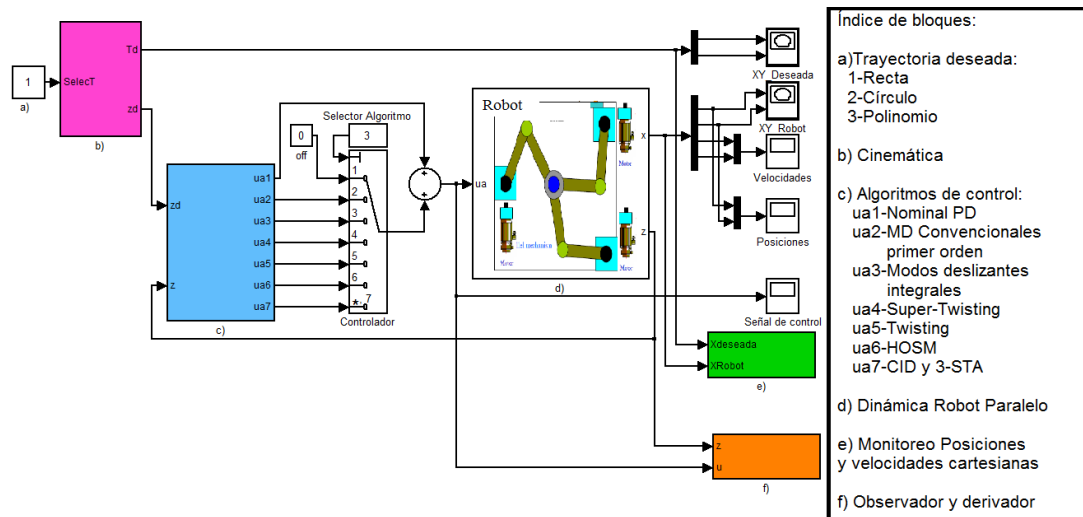 Td
SelecT
zd
1
a)
b)
zd
z
ua1
ua2
ua3
ua4
ua5
ua6
ua7
c)
0
off
Selector Algoritmo
3
1
2
3
4
5
6
*, 7
Controlador
+
+
ua
Robot
Motor
Motor
Motor
x
z
d)
XY_Deseada
XY_Robot
Velocidades
Posiciones
Señal de control
Xdeseada
XRobot
e)
z
u
f)
Índice de bloques:
a)Trayectoria deseada:
1-Recta
2-Círculo
3-Polinomio
b) Cinemática
c) Algoritmos de control:
ua1-Nominal PD
ua2-MD Convencionales
primer orden
ua3-Modos deslizantes
integrales
ua4-Super-Twisting
ua5-Twisting
ua6-HOSM
ua7-CID y 3-STA
d) Dinámica Robot Paralelo
e) Monitoreo Posiciones
y velocidades cartesianas
f) Observador y derivador